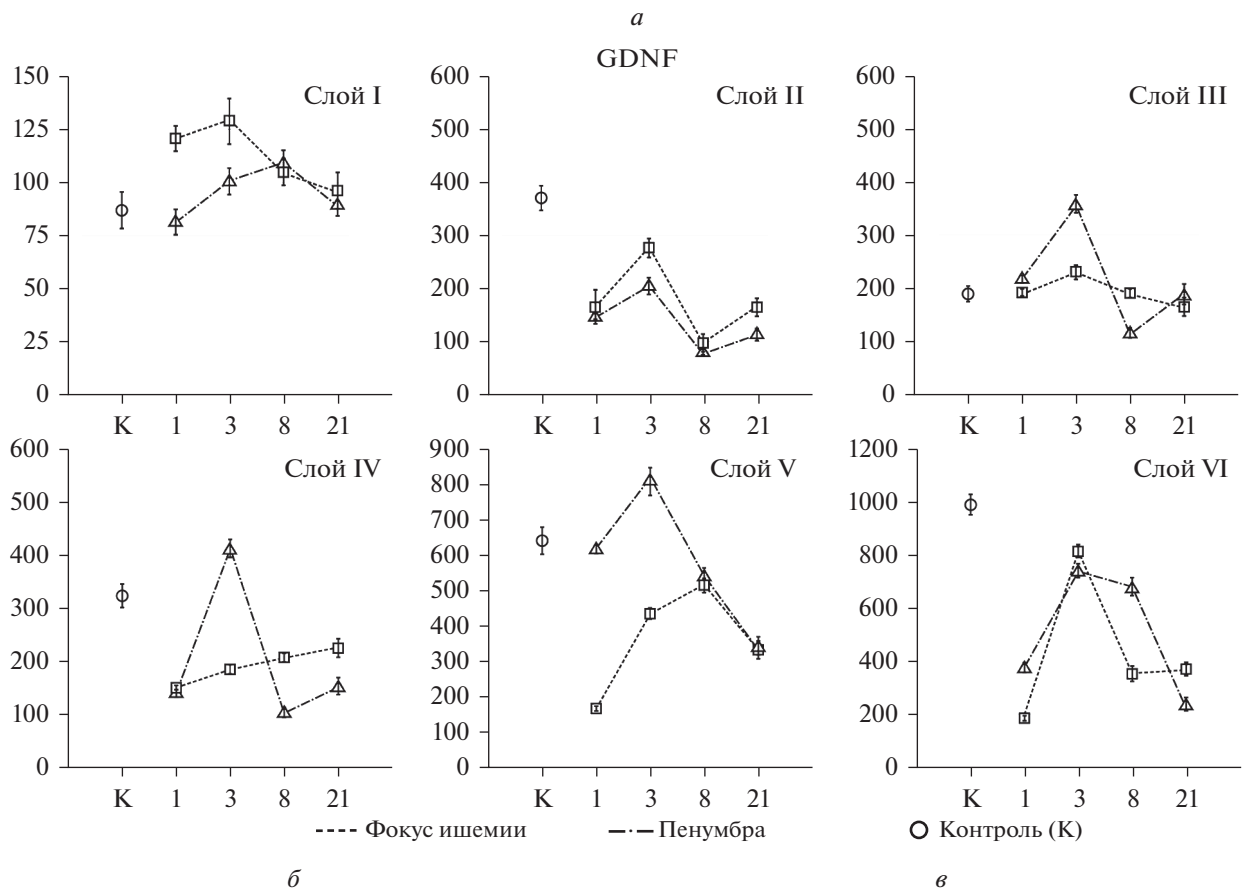 а
GDNF
Слой I
150
125
100
75
50
25
0
K 1 3 8 21
Слой II
600
500
400
300
200
100
0
K 1 3 8 21
Слой III
600
500
400
300
200
100
0
K 1 3 8 21
Слой IV
600
500
400
300
200
100
0
K 1 3 8 21
Слой V
900
800
700
600
500
400
300
200
100
0
K 1 3 8 21
Слой VI
1200
1000
800
600
400
200
0
K 1 3 8 21
Фокус ишемии Пенумбра Контроль (K)
б в